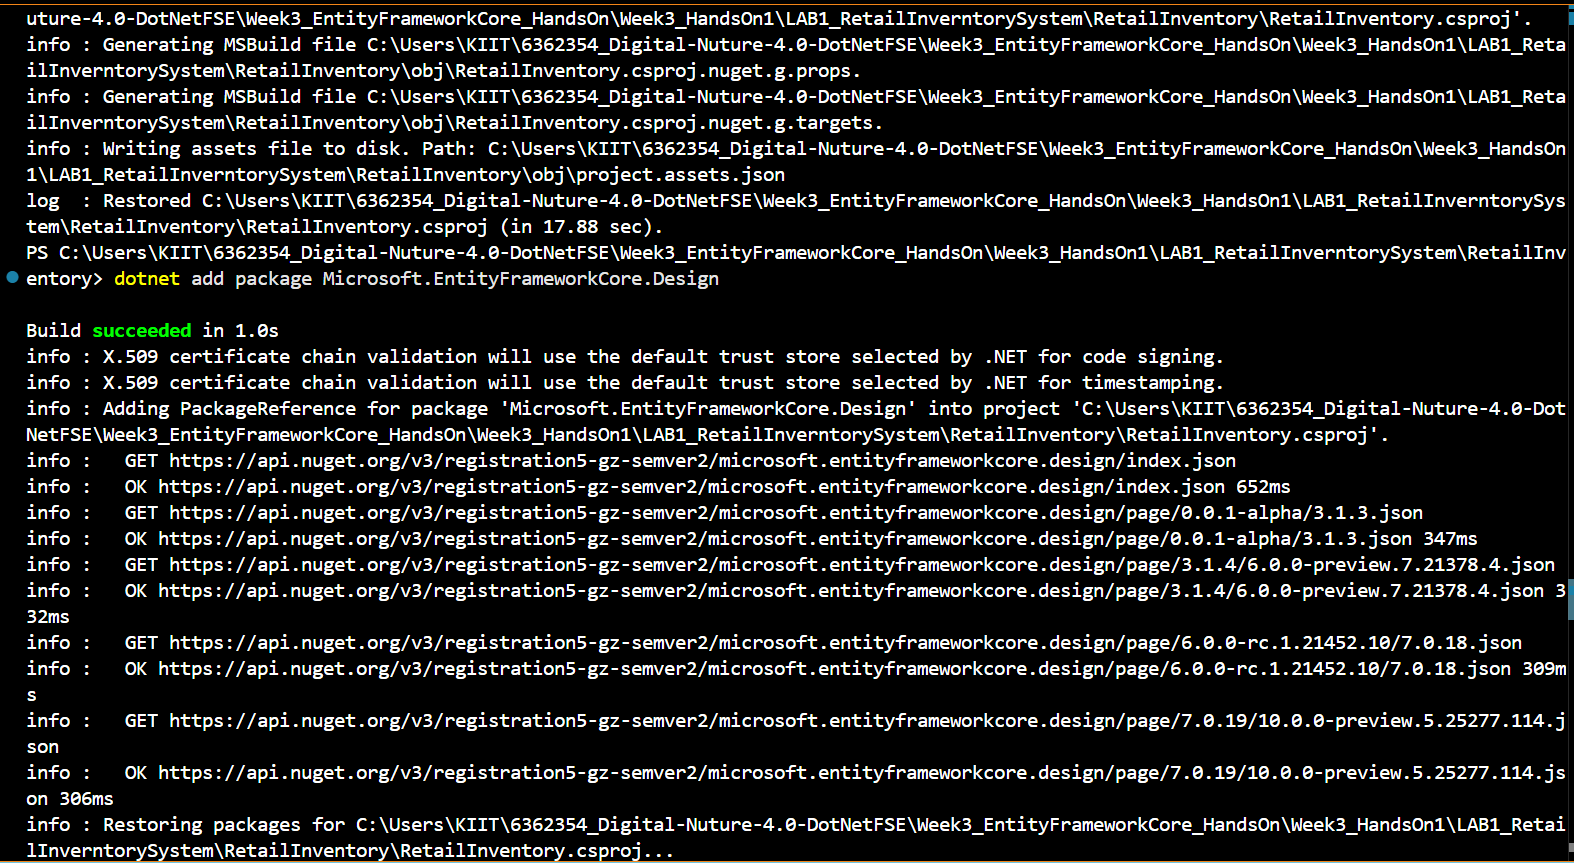 uture-4.0-DotNetFSE\Week3_EntityFrameworkCore_HandsOn\Week3_HandsOn1\LAB1_RetailInverntorySystem\RetailInventory\RetailInventory.csproj'.
info : Generating MSBuild file C:\Users\KIIT\6362354_Digital-Nuture-4.0-DotNetFSE\Week3_EntityFrameworkCore_HandsOn\Week3_HandsOn1\LAB1_Reta
ilInverntorySystem\RetailInventory\obj\RetailInventory.csproj.nuget.g.props.
info : Generating MSBuild file C:\Users\KIIT\6362354_Digital-Nuture-4.0-DotNetFSE\Week3_EntityFrameworkCore_HandsOn\Week3_HandsOn1\LAB1_Reta
ilInverntorySystem\RetailInventory\obj\RetailInventory.csproj.nuget.g.targets.
info : Writing assets file to disk. Path: C:\Users\KIIT\6362354_Digital-Nuture-4.0-DotNetFSE\Week3_EntityFrameworkCore_HandsOn\Week3_HandsOn
1\LAB1_RetailInverntorySystem\RetailInventory\obj\project.assets.json
log  : Restored C:\Users\KIIT\6362354_Digital-Nuture-4.0-DotNetFSE\Week3_EntityFrameworkCore_HandsOn\Week3_HandsOn1\LAB1_RetailInverntorySys
tem\RetailInventory\RetailInventory.csproj (in 17.88 sec).
PS C:\Users\KIIT\6362354_Digital-Nuture-4.0-DotNetFSE\Week3_EntityFrameworkCore_HandsOn\Week3_HandsOn1\LAB1_RetailInverntorySystem\RetailInv
entory> dotnet add package Microsoft.EntityFrameworkCore.Design
Build succeeded in 1.0s
info : X.509 certificate chain validation will use the default trust store selected by .NET for code signing.
info : X.509 certificate chain validation will use the default trust store selected by .NET for timestamping.
info : Adding PackageReference for package 'Microsoft.EntityFrameworkCore.Design' into project 'C:\Users\KIIT\6362354_Digital-Nuture-4.0-Dot
NetFSE\Week3_EntityFrameworkCore_HandsOn\Week3_HandsOn1\LAB1_RetailInverntorySystem\RetailInventory\RetailInventory.csproj'.
info :   GET https://api.nuget.org/v3/registration5-gz-semver2/microsoft.entityframeworkcore.design/index.json
info :   OK https://api.nuget.org/v3/registration5-gz-semver2/microsoft.entityframeworkcore.design/index.json 652ms
info :   GET https://api.nuget.org/v3/registration5-gz-semver2/microsoft.entityframeworkcore.design/page/0.0.1-alpha/3.1.3.json
info :   OK https://api.nuget.org/v3/registration5-gz-semver2/microsoft.entityframeworkcore.design/page/0.0.1-alpha/3.1.3.json 347ms
info :   GET https://api.nuget.org/v3/registration5-gz-semver2/microsoft.entityframeworkcore.design/page/3.1.4/6.0.0-preview.7.21378.4.json
info :   OK https://api.nuget.org/v3/registration5-gz-semver2/microsoft.entityframeworkcore.design/page/3.1.4/6.0.0-preview.7.21378.4.json 3
32ms
info :   GET https://api.nuget.org/v3/registration5-gz-semver2/microsoft.entityframeworkcore.design/page/6.0.0-rc.1.21452.10/7.0.18.json
info :   OK https://api.nuget.org/v3/registration5-gz-semver2/microsoft.entityframeworkcore.design/page/6.0.0-rc.1.21452.10/7.0.18.json 309m
s
info :   GET https://api.nuget.org/v3/registration5-gz-semver2/microsoft.entityframeworkcore.design/page/7.0.19/10.0.0-preview.5.25277.114.j
son
info :   OK https://api.nuget.org/v3/registration5-gz-semver2/microsoft.entityframeworkcore.design/page/7.0.19/10.0.0-preview.5.25277.114.js
on 306ms
info : Restoring packages for C:\Users\KIIT\6362354_Digital-Nuture-4.0-DotNetFSE\Week3_EntityFrameworkCore_HandsOn\Week3_HandsOn1\LAB1_Retai
lInverntorySystem\RetailInventory\RetailInventory.csproj...